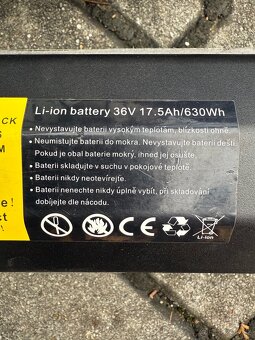 Li-ion battery 36V 17.5Ah/630Wh
• Nevystavujte baterii vysokým teplotám, blízkosti ohně.
• Neumisťujte baterii do mokra. Nevystavujte baterii dešti.
Pokud je obal baterie mokrý, ihned jej osušte.
• Baterii skladujte v suchu v pokojové teplotě.
• Baterii nikdy neotevírejte.
• Baterii nenechte nikdy úplně vybít, při skladování
dobíjejte dle návodu.
CE
Li-ion
CK
S
M
e !
ct
!